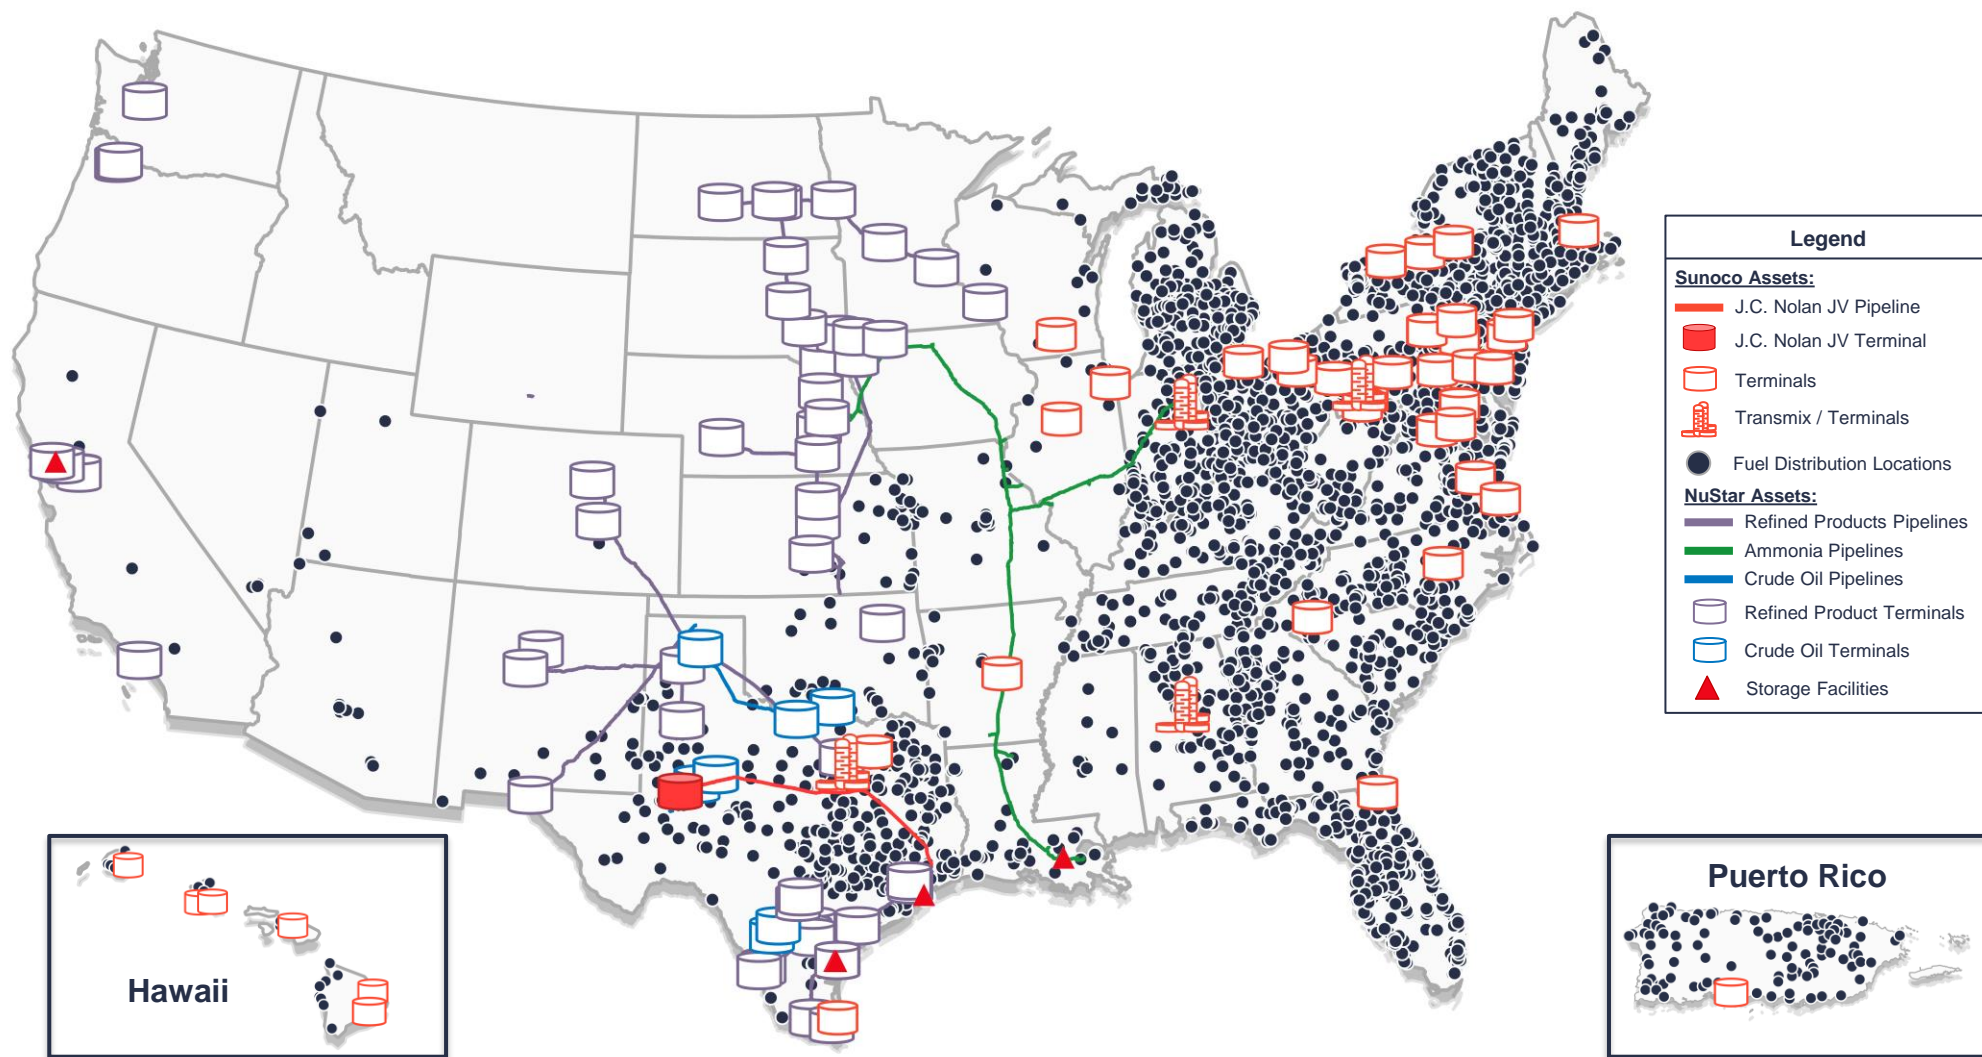 Legend
Sunoco Assets:
J.C. Nolan JV Pipeline
J.C. Nolan JV Terminal
Terminals
Transmix / Terminals
Fuel Distribution Locations
NuStar Assets:
Refined Products Pipelines
Ammonia Pipelines
Crude Oil Pipelines
Refined Product Terminals
Crude Oil Terminals
Storage Facilities
Hawaii
Puerto Rico